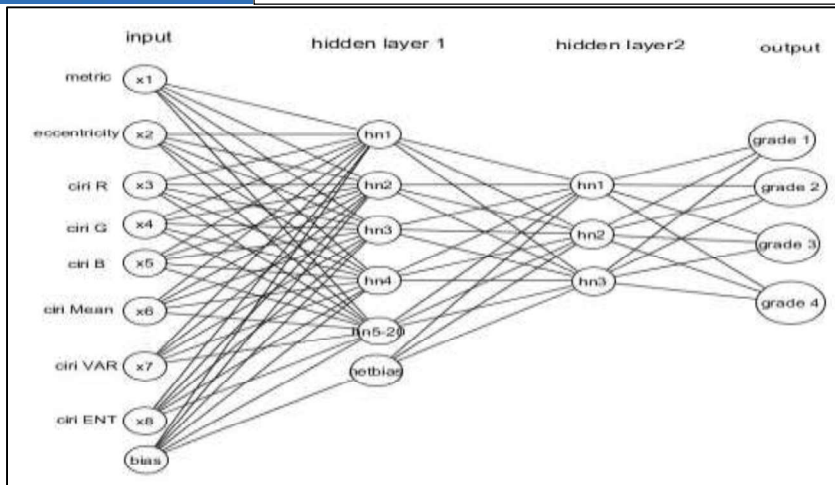 input
hidden layer 1
hidden layer2
output
metric
x1
eccentricity
x2
hn1
grade 1
ciri R
x3
hn2
hn1
grade 2
ciri G
x4
hn3
hn2
grade 3
ciri B
x5
hn4
hn3
grade 4
ciri Mean
x6
hn5-20
ciri VAR
x7
netbias
ciri ENT
x8
bias